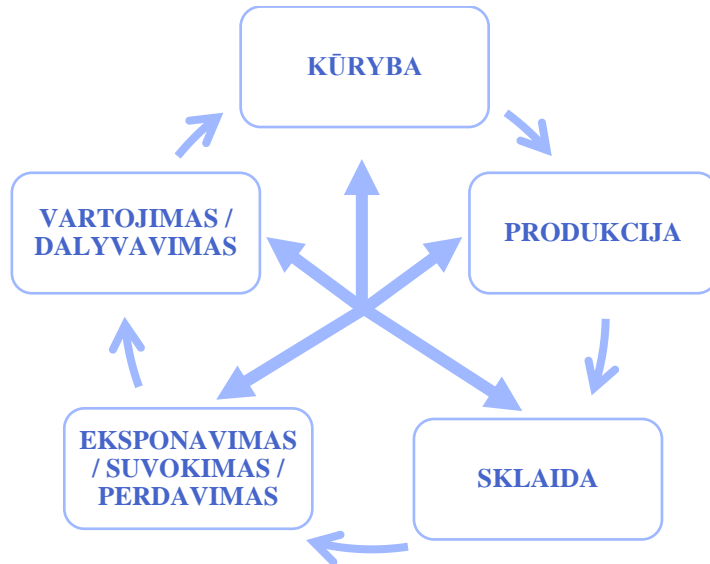 KŪRYBA
PRODUKCIJA
SKLAIDA
EKSPONAVIMAS
/ SUVOKIMAS /
PERDAVIMAS
VARTOJIMAS /
DALYVAVIMAS